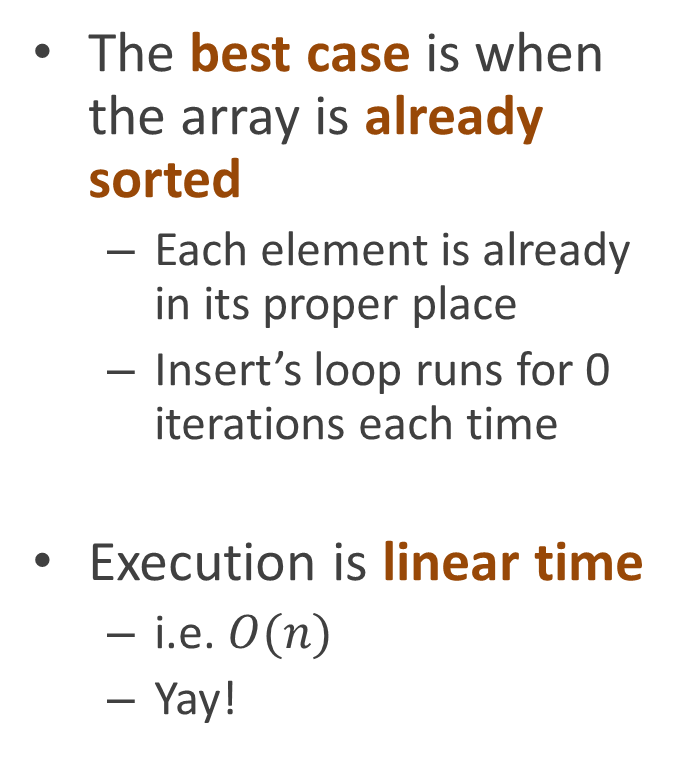 • The best case is when
the array is already
sorted
– Each element is already
in its proper place
– Insert’s loop runs for 0
iterations each time
• Execution is linear time
– i.e. 𝑂(𝑛)
– Yay!